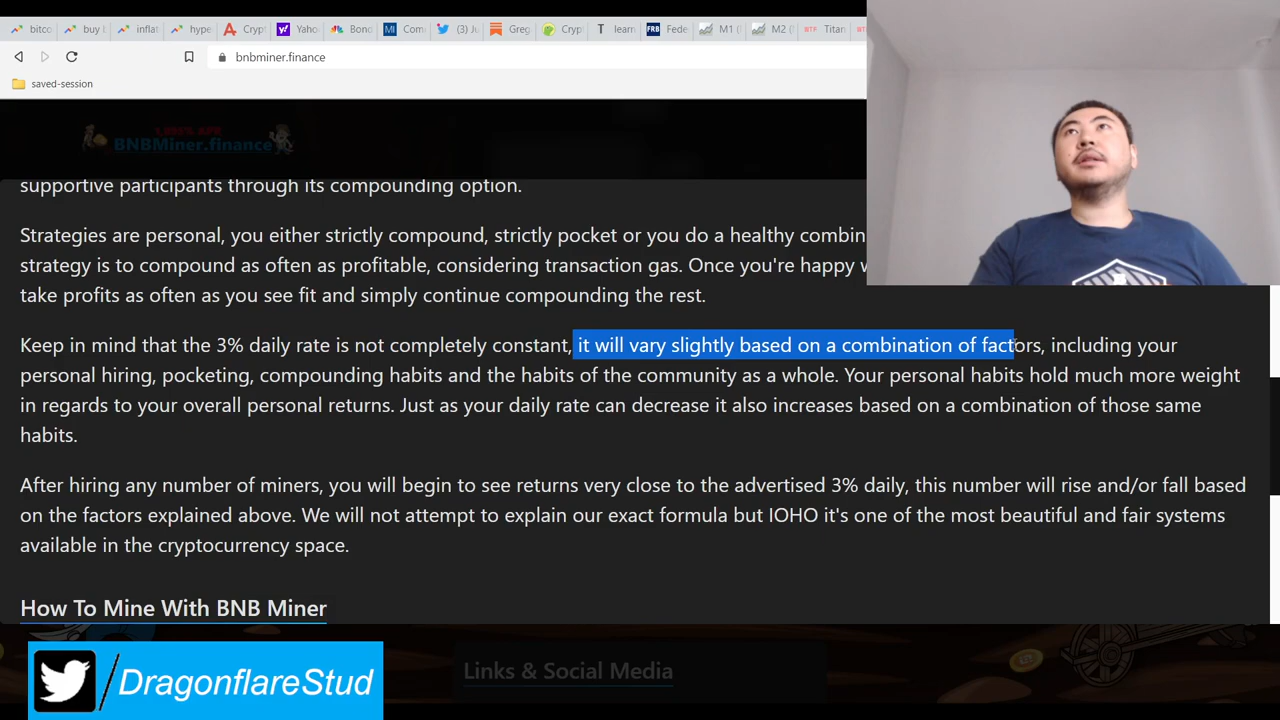 bitco
buy l
inflat
hype
Crypt
Yaho
Bond
Com
(3) Ju
Greg
Crypt
learn
Fede
M1 (
M2 (
Titan
bnbminer.finance
saved-session
BNBMiner.finance
supportive participants through its compounding option.
Strategies are personal, you either strictly compound, strictly pocket or you do a healthy combin
strategy is to compound as often as profitable, considering transaction gas. Once you're happy w
take profits as often as you see fit and simply continue compounding the rest.
Keep in mind that the 3% daily rate is not completely constant, it will vary slightly based on a combination of factors, including your
personal hiring, pocketing, compounding habits and the habits of the community as a whole. Your personal habits hold much more weight
in regards to your overall personal returns. Just as your daily rate can decrease it also increases based on a combination of those same
habits.
After hiring any number of miners, you will begin to see returns very close to the advertised 3% daily, this number will rise and/or fall based
on the factors explained above. We will not attempt to explain our exact formula but IOHO it's one of the most beautiful and fair systems
available in the cryptocurrency space.
How To Mine With BNB Miner
Links & Social Media
/DragonflareStud